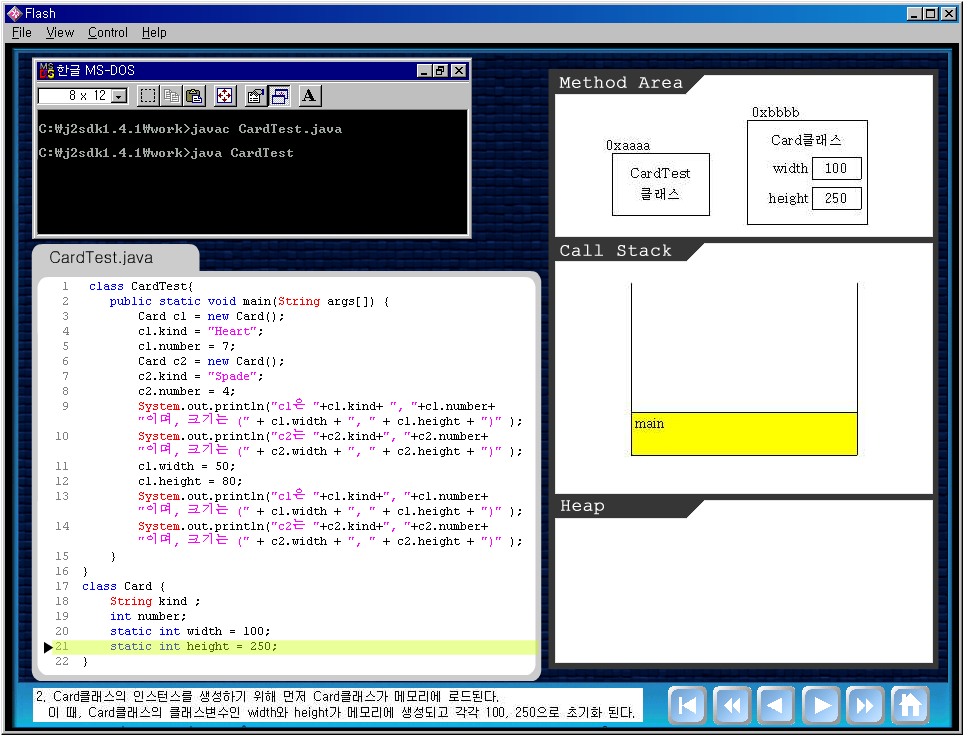 Flash
File View Control Help
한글 MS-DOS
8 x 12
A
C:\j2sdk1.4.1\work>javac CardTest.java
C:\j2sdk1.4.1\work>java CardTest
CardTest.java
1 class CardTest{
2 public static void main(String args[]) {
3 Card c1 = new Card();
4 c1.kind = "Heart";
5 c1.number = 7;
6 Card c2 = new Card();
7 c2.kind = "Spade";
8 c2.number = 4;
9 System.out.println("c1은 "+c1.kind+ ", "+c1.number+
"이며, 크기는 (" + c1.width + ", " + c1.height + ")" );
10 System.out.println("c2는 "+c2.kind+", "+c2.number+
"이며, 크기는 (" + c2.width + ", " + c2.height + ")" );
11 c1.width = 50;
12 c1.height = 80;
13 System.out.println("c1은 "+c1.kind+", "+c1.number+
"이며, 크기는 (" + c1.width + ", " + c1.height + ")" );
14 System.out.println("c2는 "+c2.kind+", "+c2.number+
"이며, 크기는 (" + c2.width + ", " + c2.height + ")" );
15 }
16 }
17 class Card {
18 String kind ;
19 int number;
20 static int width = 100;
21 static int height = 250;
22 }
Method Area
0xaaaa
CardTest
클래스
0xbbbb
Card클래스
width 100
height 250
Call Stack
main
Heap
2. Card클래스의 인스턴스를 생성하기 위해 먼저 Card클래스가 메모리에 로드된다.
이 때, Card클래스의 클래스변수인 width와 height가 메모리에 생성되고 각각 100, 250으로 초기화 된다.